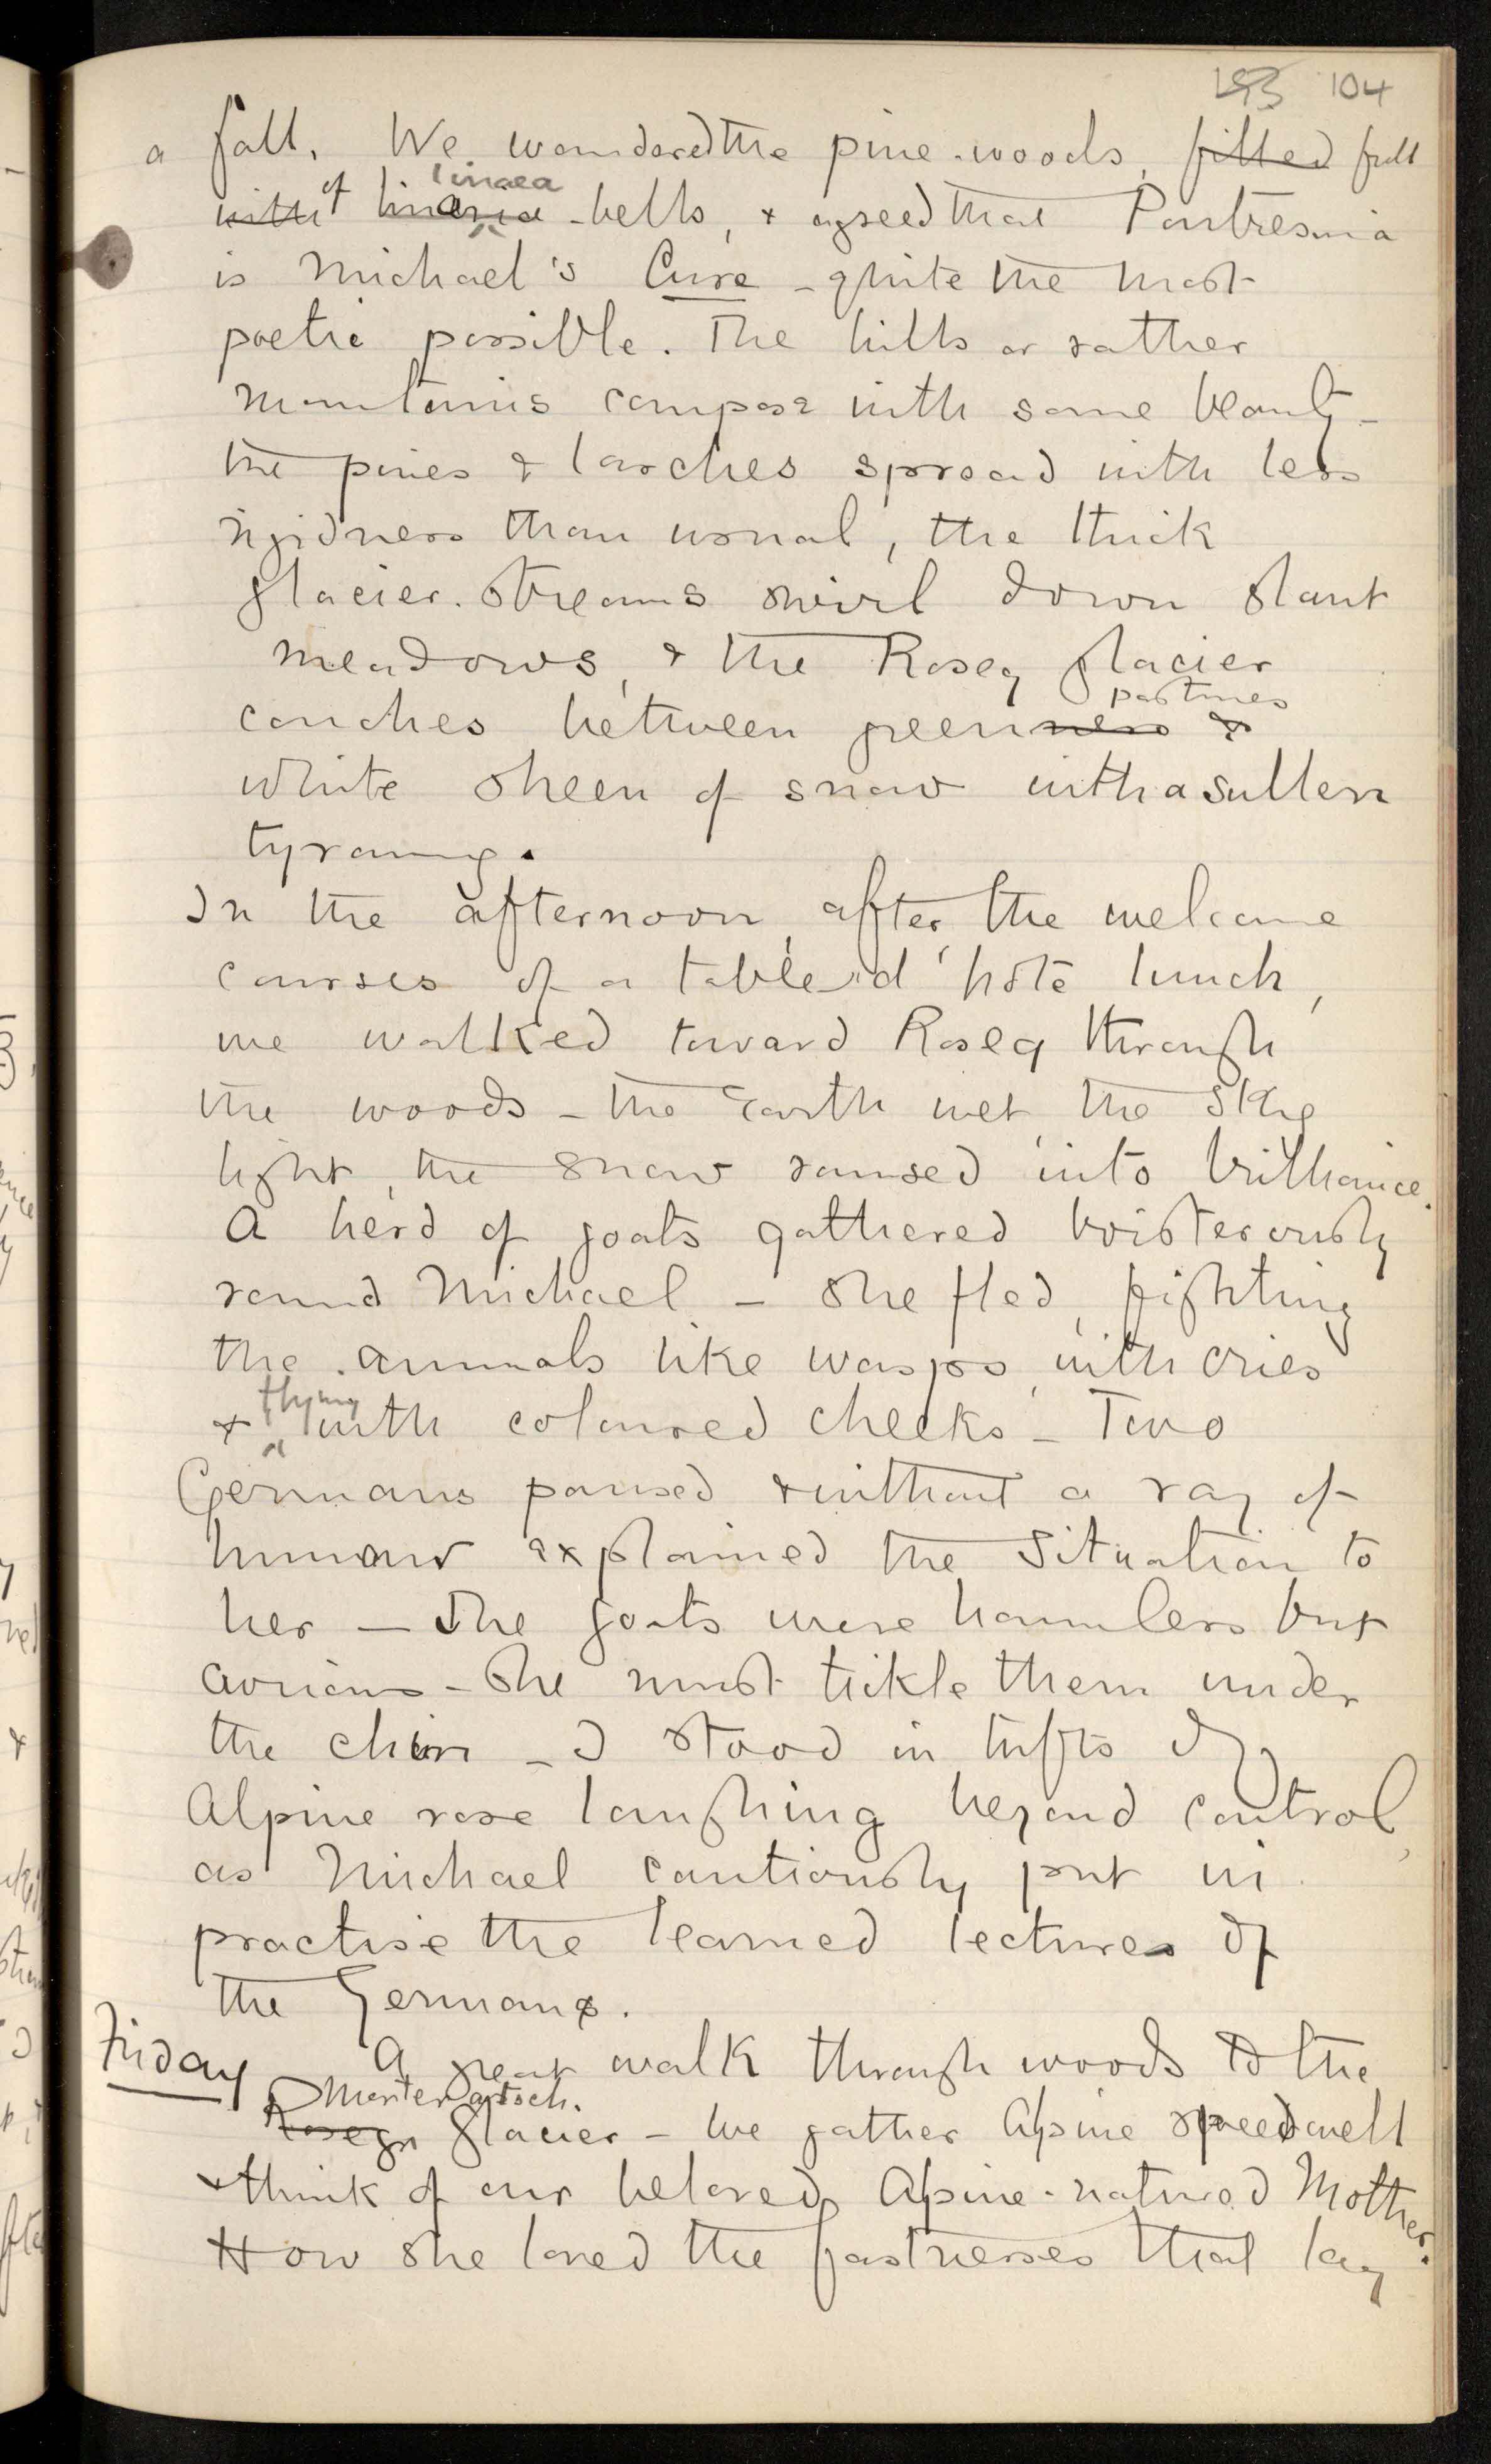 193 104
a fall. We wandered the pine-woods, filled full
with of linaria linaea -bells, & agreed that Pontresina
is Michael's Cure - quite the most
poetic possible. The hills or rather
mountains compose with some beauty -
the pines & larches spread with less
rigidness than usual, the thick
glacier-streams swirl down slant
meadows, & the Roseg glacier
couches between greenness pastures &
white sheen of snow with a sullen
tyranny.
In the afternoon, after the welcome
courses of a table d'hôte lunch,
we walked toward Roseg through
the woods - the earth wet, the sky
light, the snow roused into brilliance.
A herd of goats gathered boisterously
round Michael - she fled, fighting
the animals like wasps, with cries
& flying with coloured cheeks - Two
Germans paused & without a ray of
humour explained the situation to
her - The goats were harmless but
curious - she must tickle them under
the chin - I stood in tufts of
Alpine rose laughing beyond control,
as Michael cautiously put in
practise the learned lectures of
the Germans.
Friday A great walk through woods to the
Roseg Morteratsch. glacier - we gather Alpine speedwell
& think of our beloved, Alpine-natured Mother.
How she loved the fastnesses that lay